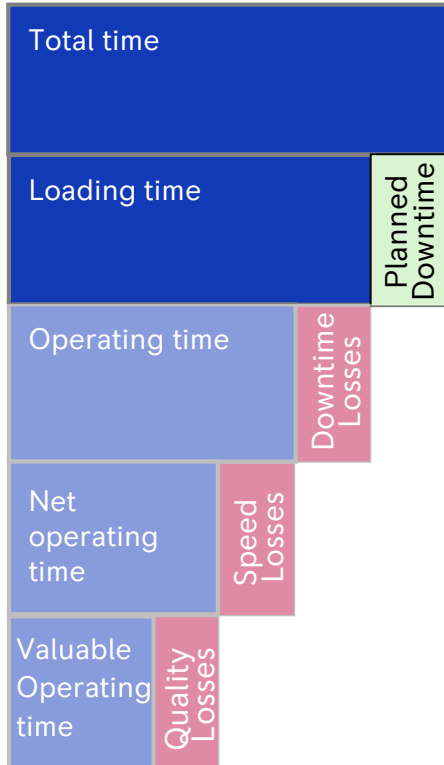 Total time
Loading time
Planned
Downtime
Operating time
Downtime
Losses
Net
operating
time
Speed
Losses
Valuable
Operating
time
Quality
Losses